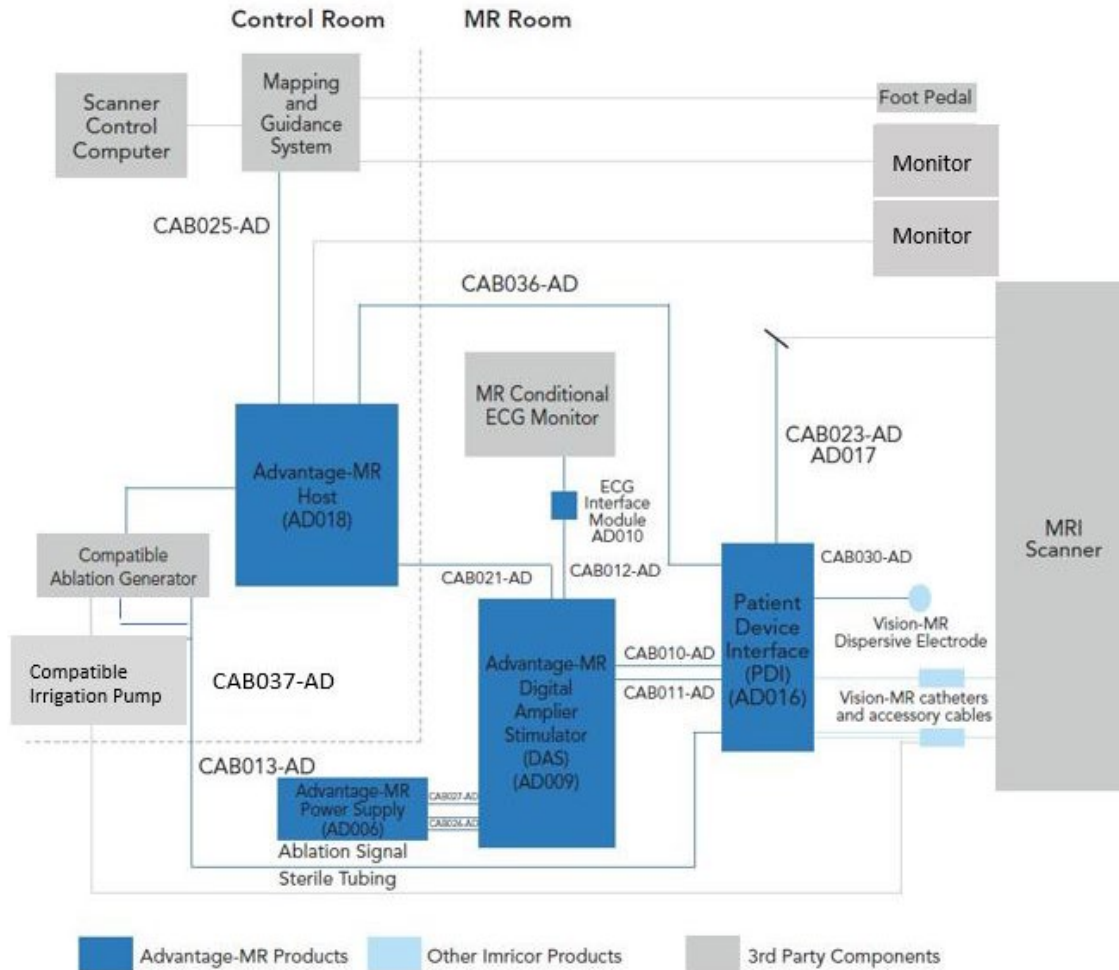 Control Room
MR Room
Scanner
Control
Computer
Mapping
and
Guidance
System
Foot Pedal
Monitor
Monitor
CAB025-AD
CAB036-AD
MR Conditional
ECG Monitor
CAB023-AD
AD017
MRI
Scanner
Advantage-MR
Host
(AD018)
ECG
Interface
Module
AD010
Compatible
Ablation Generator
CAB021-AD
CAB012-AD
CAB030-AD
Patient
Device
Interface
(PDI)
(AD016)
Vision-MR
Dispersive Electrode
Compatible
Irrigation Pump
CAB037-AD
Advantage-MR
Digital
Amplier
Stimulator
(DAS)
(AD009)
CAB010-AD
CAB011-AD
Vision-MR catheters
and accessory cables
CAB013-AD
Advantage-MR
Power Supply
(AD006)
CAB027-AD
CAB026-AD
Ablation Signal
Sterile Tubing
Advantage-MR Products
Other Imricor Products
3rd Party Components